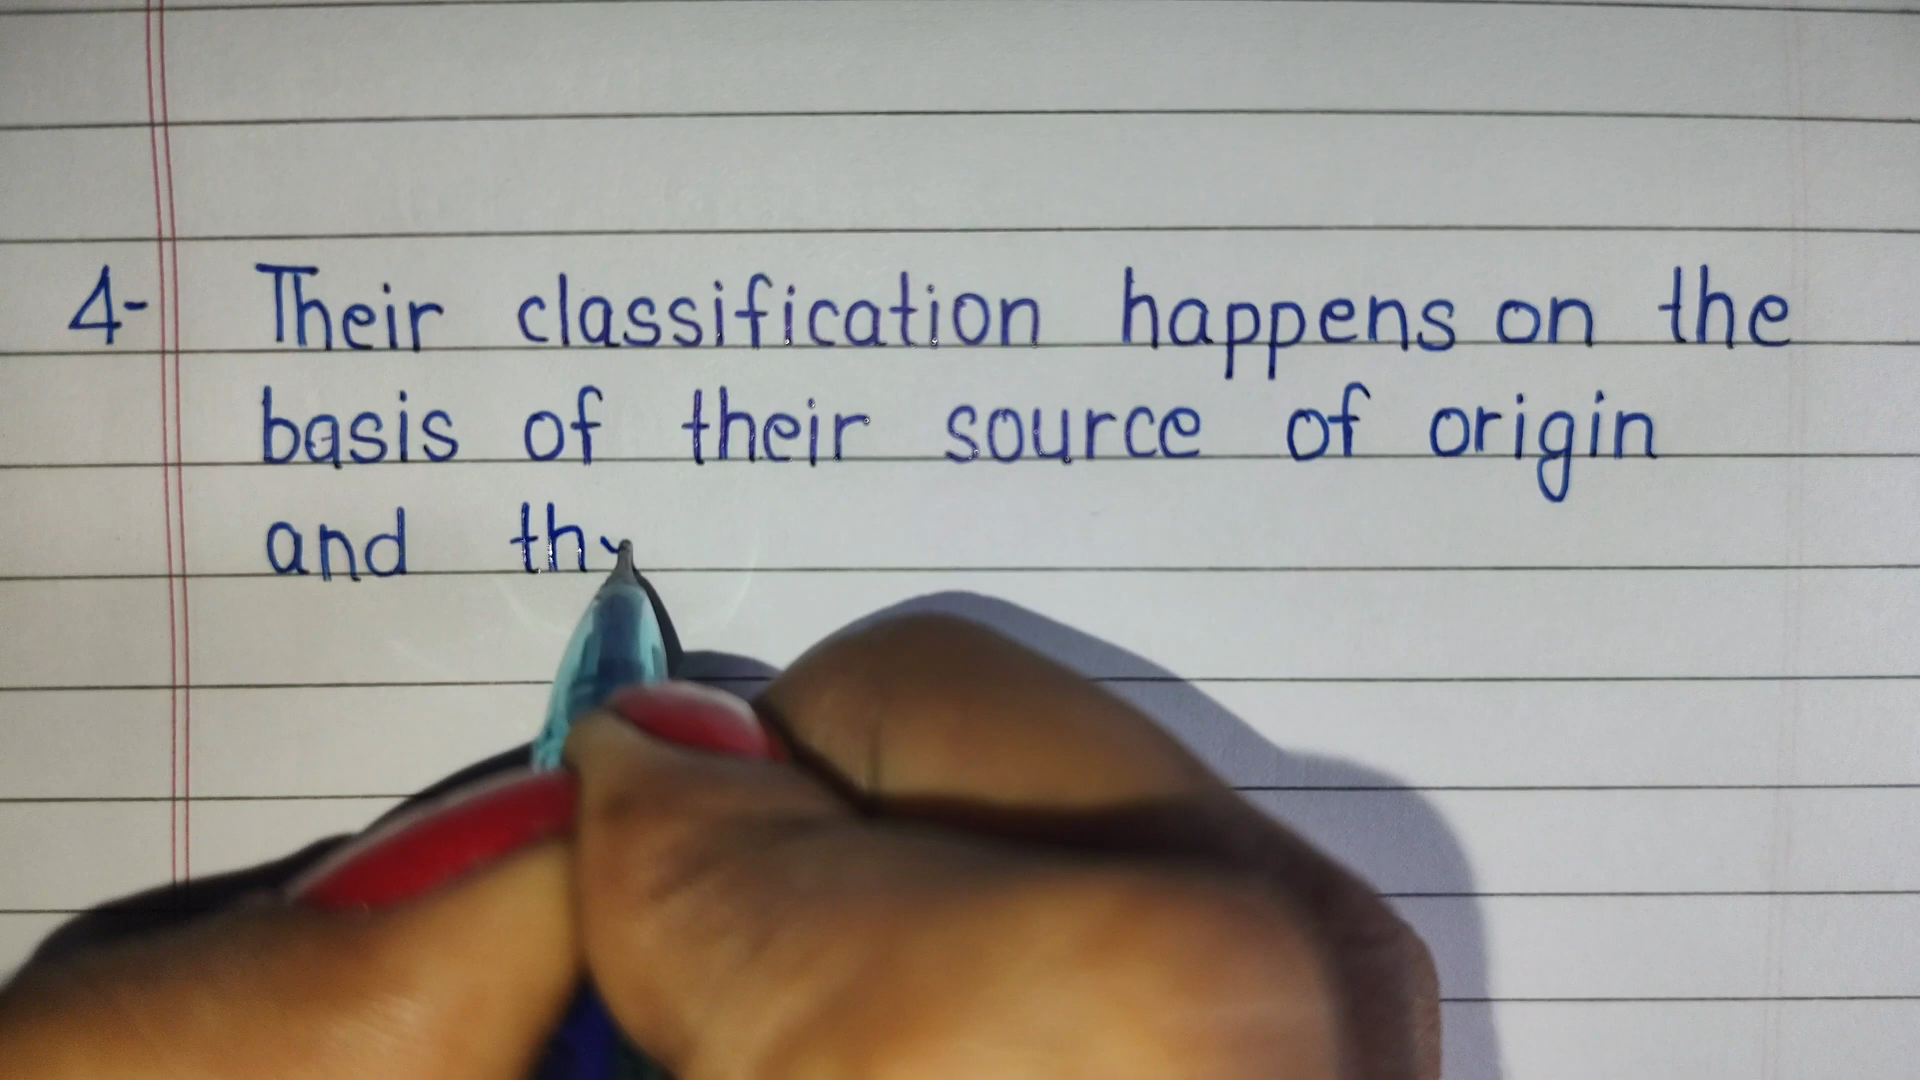 4- Their classification happens on the
basis of their source of origin
and